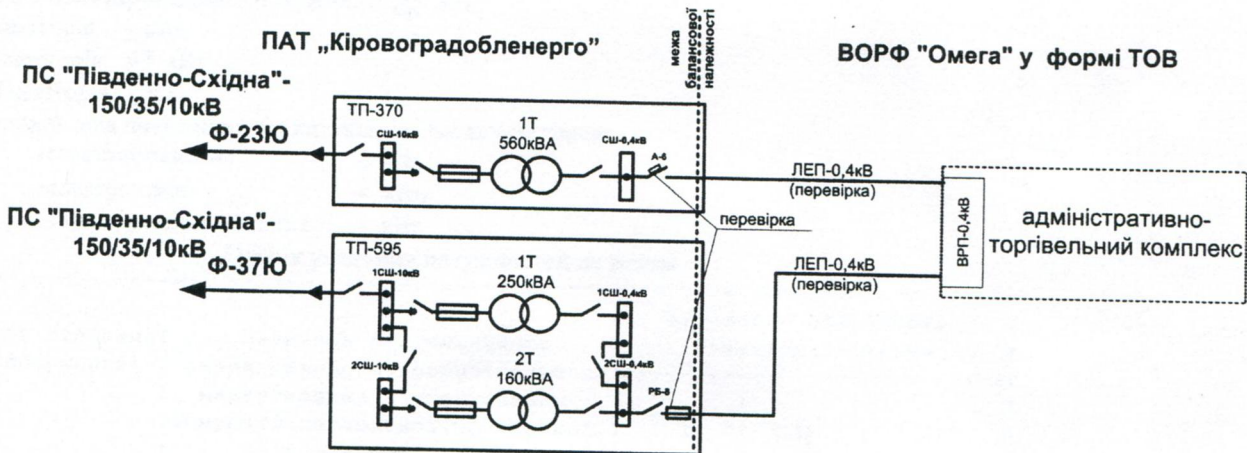 ПАТ „Кіровоградобленерго”
межа
балансової
належності
ВОРФ "Омега" у формі ТОВ
ПС "Південно-Східна"-
150/35/10кВ
Ф-23Ю
ТП-370
СШ-10кВ
1Т
560кВА
СШ-0,4кВ
А-6
ЛЕП-0,4кВ
(перевірка)
ВРП-0,4кВ
адміністративно-
торгівельний комплекс
перевірка
ПС "Південно-Східна"-
150/35/10кВ
Ф-37Ю
ТП-595
1СШ-10кВ
1Т
250кВА
1СШ-0,4кВ
ЛЕП-0,4кВ
(перевірка)
2СШ-10кВ
2Т
160кВА
2СШ-0,4кВ